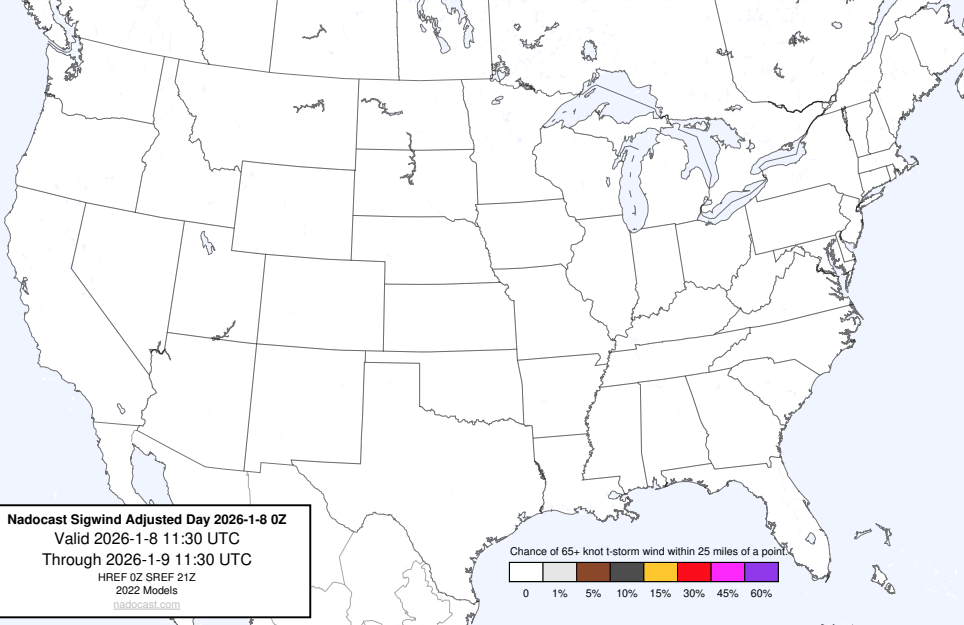 Nadocast Sigwind Adjusted Day 2026-1-8 0Z
Valid 2026-1-8 11:30 UTC
Through 2026-1-9 11:30 UTC
HREF 0Z SREF 21Z
2022 Models
nadocast.com
Chance of 65+ knot t-storm wind within 25 miles of a point.
0 1% 5% 10% 15% 30% 45% 60%